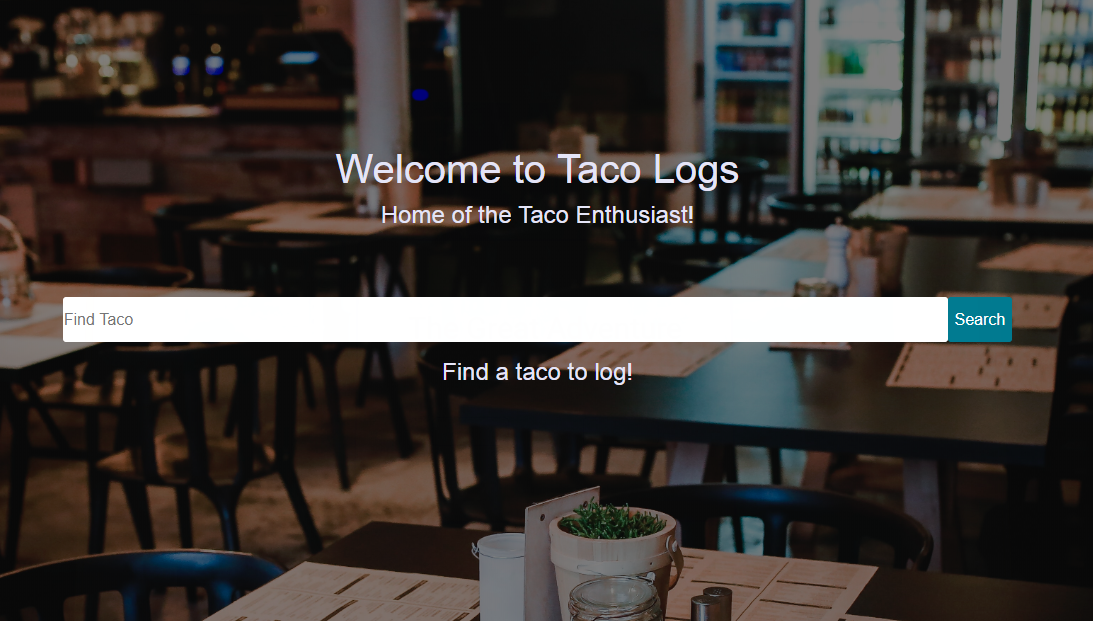 Welcome to Taco Logs
Home of the Taco Enthusiast!
Find Taco
Search
Find a taco to log!